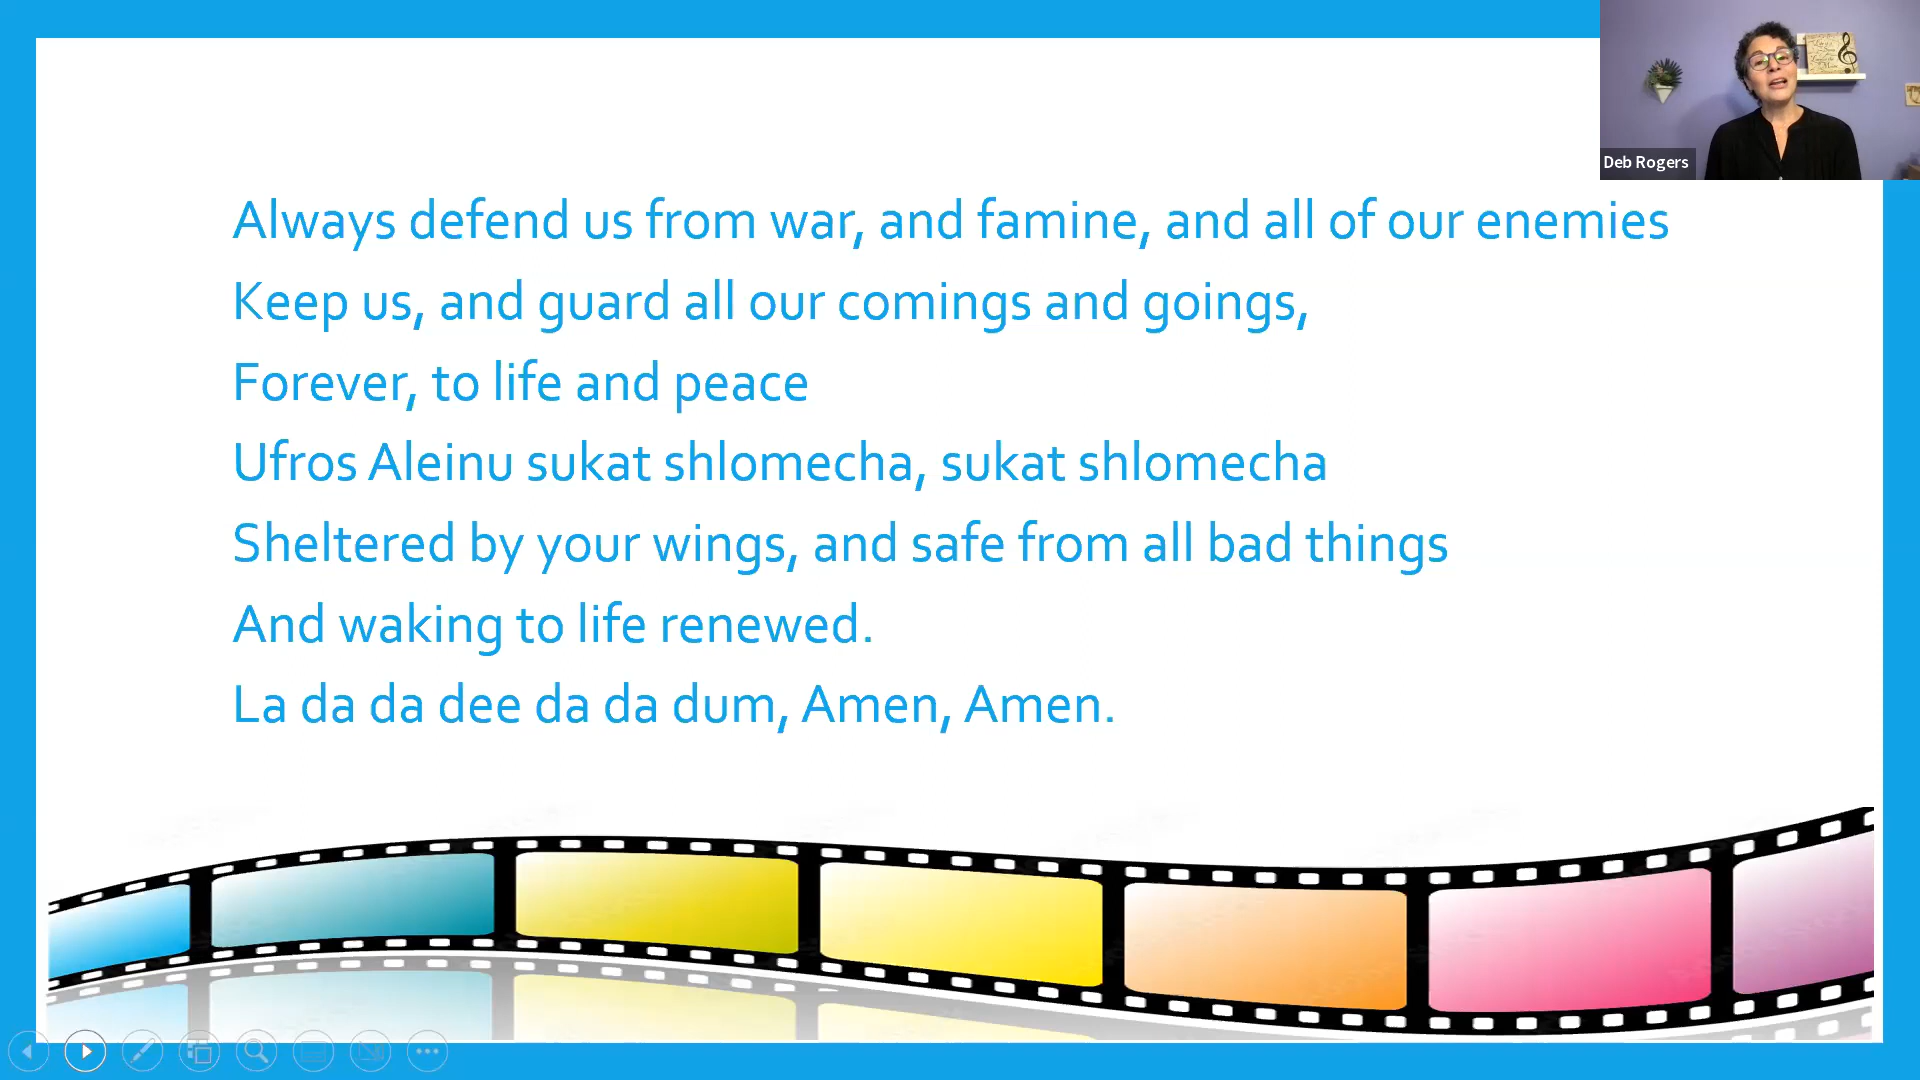 Deb Rogers
Always defend us from war, and famine, and all of our enemies
Keep us, and guard all our comings and goings,
Forever, to life and peace
Ufros Aleinu sukat shlomecha, sukat shlomecha
Sheltered by your wings, and safe from all bad things
And waking to life renewed.
La da da dee da da dum, Amen, Amen.